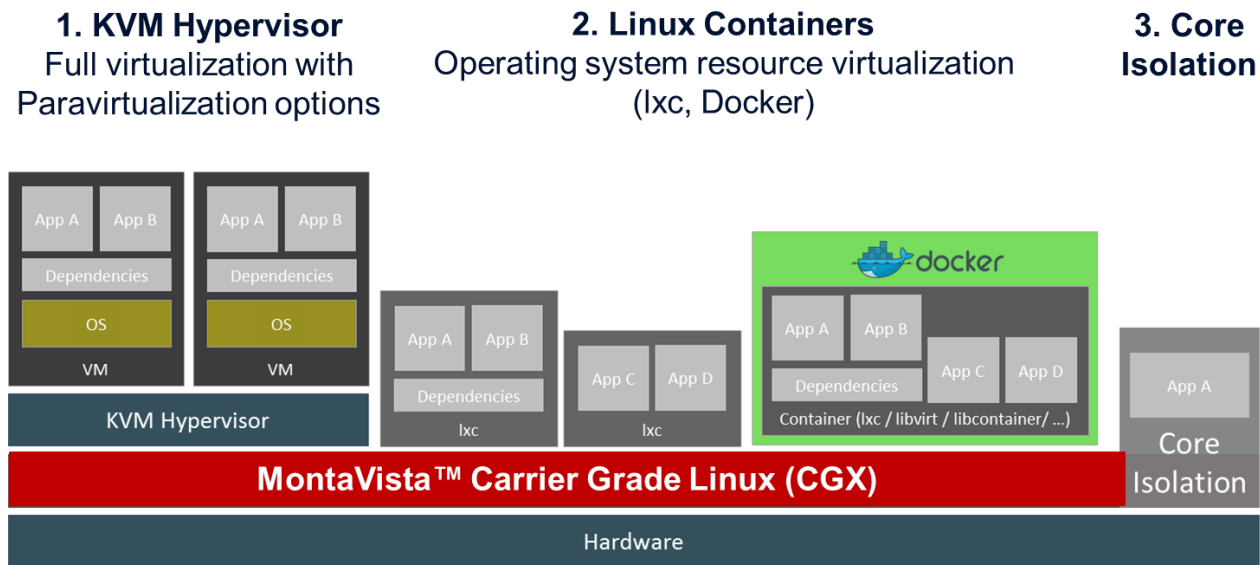 1. KVM Hypervisor
Full virtualization with
Paravirtualization options
2. Linux Containers
Operating system resource virtualization
(lxc, Docker)
3. Core
Isolation
App A
App B
Dependencies
OS
VM
App A
App B
Dependencies
OS
VM
KVM Hypervisor
App A
App B
Dependencies
lxc
App C
App D
lxc
docker
App A
App B
Dependencies
App C
App D
Container (lxc / libvirt / libcontainer/ ...)
App A
Core
Isolation
MontaVista™ Carrier Grade Linux (CGX)
Hardware